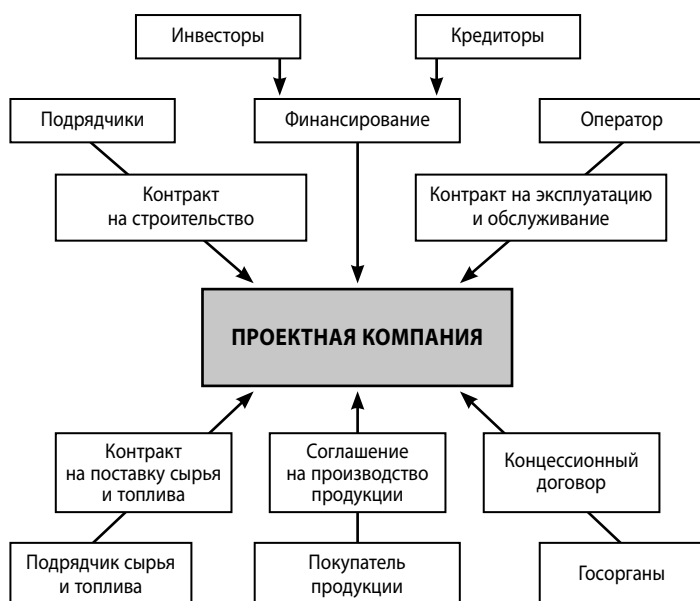 Инвесторы
Кредиторы
Подрядчики
Финансирование
Оператор
Контракт
на строительство
Контракт на эксплуатацию
и обслуживание
ПРОЕКТНАЯ КОМПАНИЯ
Контракт
на поставку сырья
и топлива
Соглашение
на производство
продукции
Концессионный
договор
Подрядчик сырья
и топлива
Покупатель
продукции
Госорганы